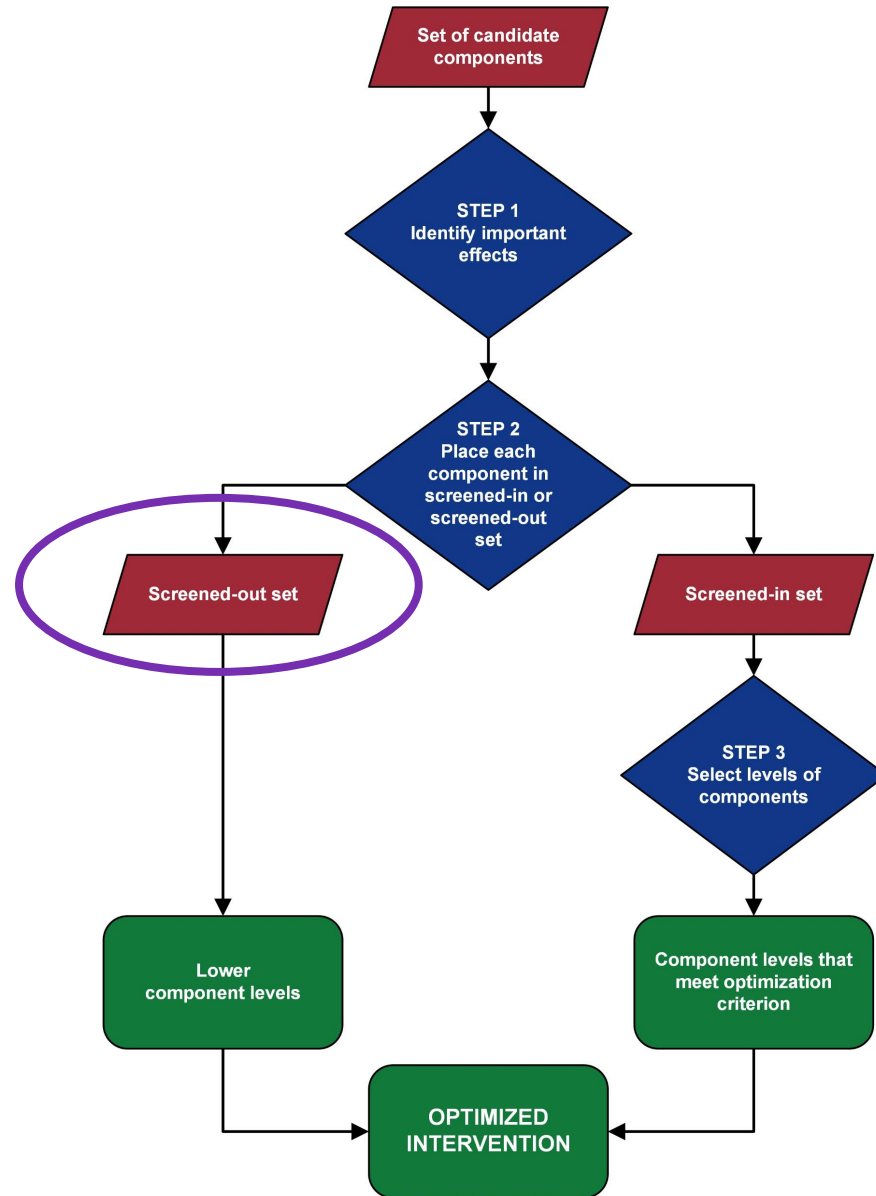 Set of candidate
components
STEP 1
Identify important
effects
STEP 2
Place each
component in
screened-in or
screened-out
set
Screened-out set
Screened-in set
STEP 3
Select levels of
components
Lower
component levels
Component levels that
meet optimization
criterion
OPTIMIZED
INTERVENTION